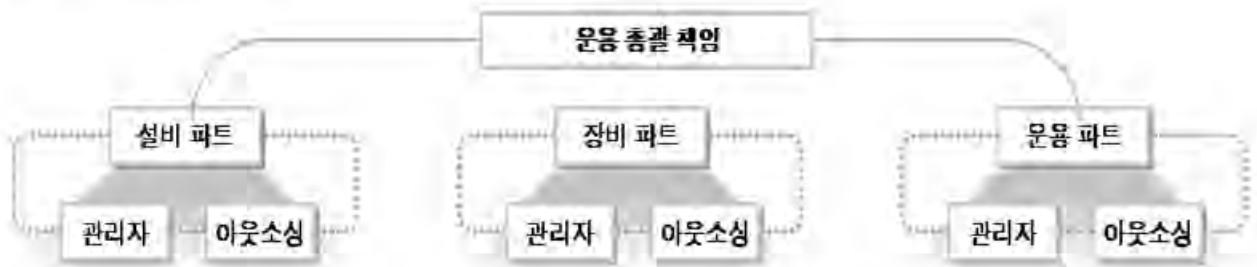 운용 총괄 책임
설비 파트 장비 파트 운용 파트
관리자 아웃소싱 관리자 아웃소싱 관리자 아웃소싱